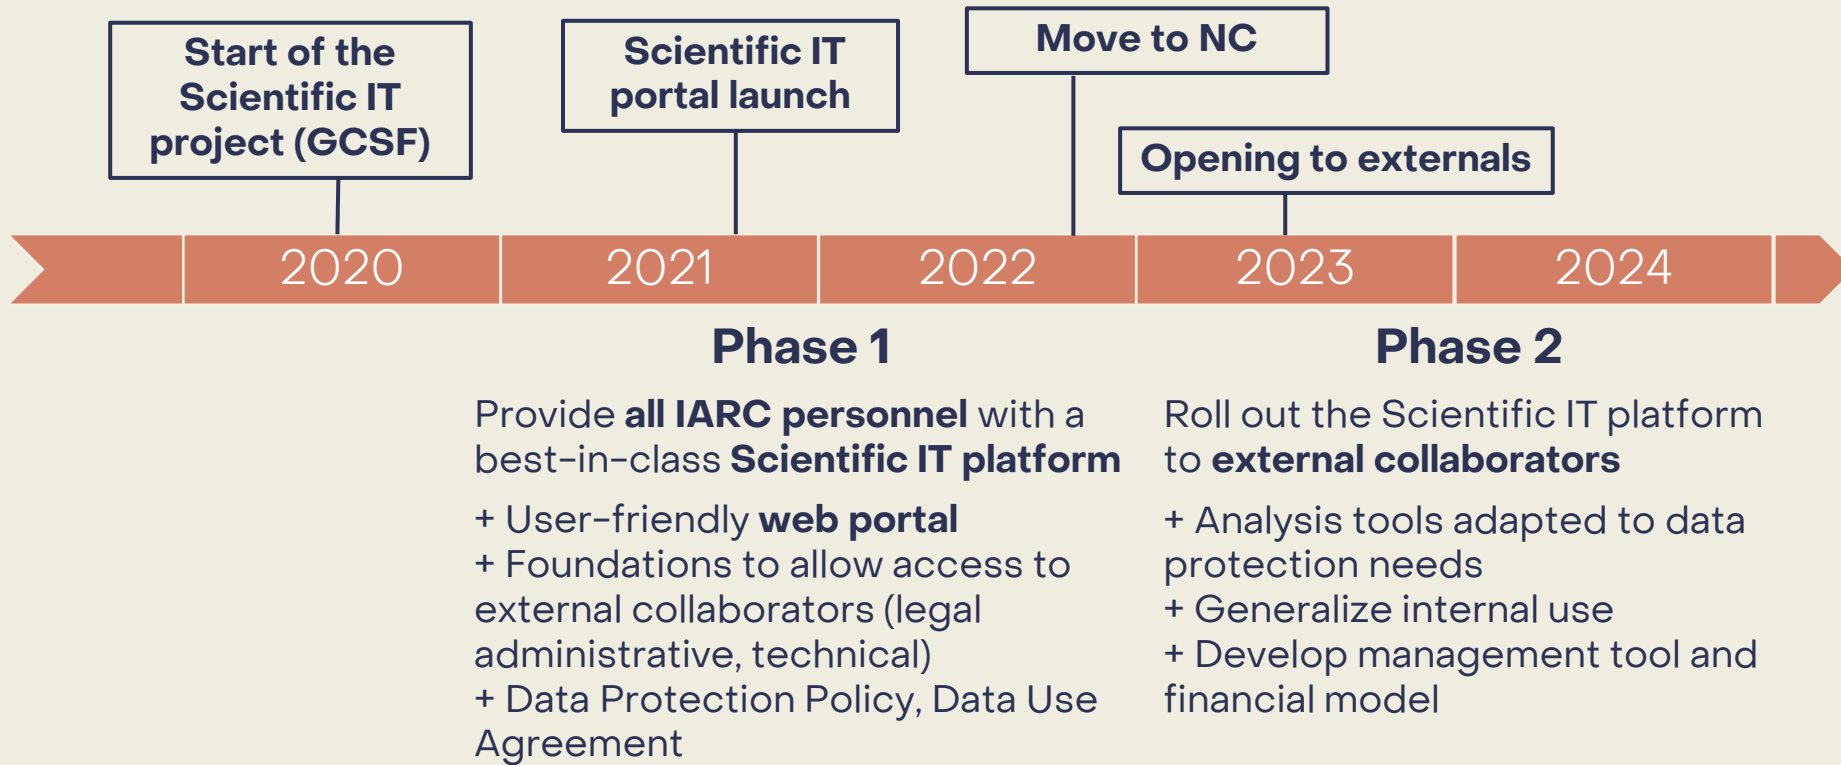 Start of the
Scientific IT
project (GCSF)
Scientific IT
portal launch
Move to NC
Opening to externals
2020
2021
2022
2023
2024
Phase 1
Provide all IARC personnel with a
best-in-class Scientific IT platform
+ User-friendly web portal
+ Foundations to allow access to
external collaborators (legal
administrative, technical)
+ Data Protection Policy, Data Use
Agreement
Phase 2
Roll out the Scientific IT platform
to external collaborators
+ Analysis tools adapted to data
protection needs
+ Generalize internal use
+ Develop management tool and
financial model